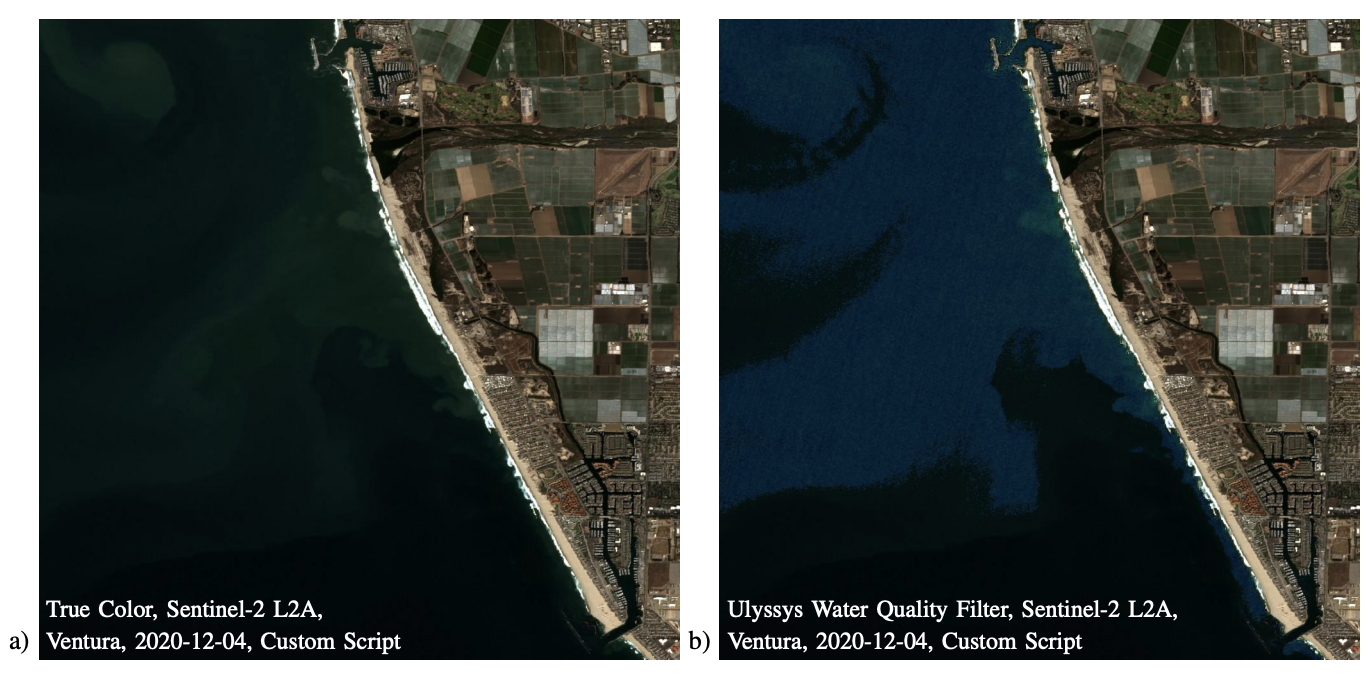 a)
True Color, Sentinel-2 L2A,
Ventura, 2020-12-04, Custom Script
b)
Ulyssys Water Quality Filter, Sentinel-2 L2A,
Ventura, 2020-12-04, Custom Script